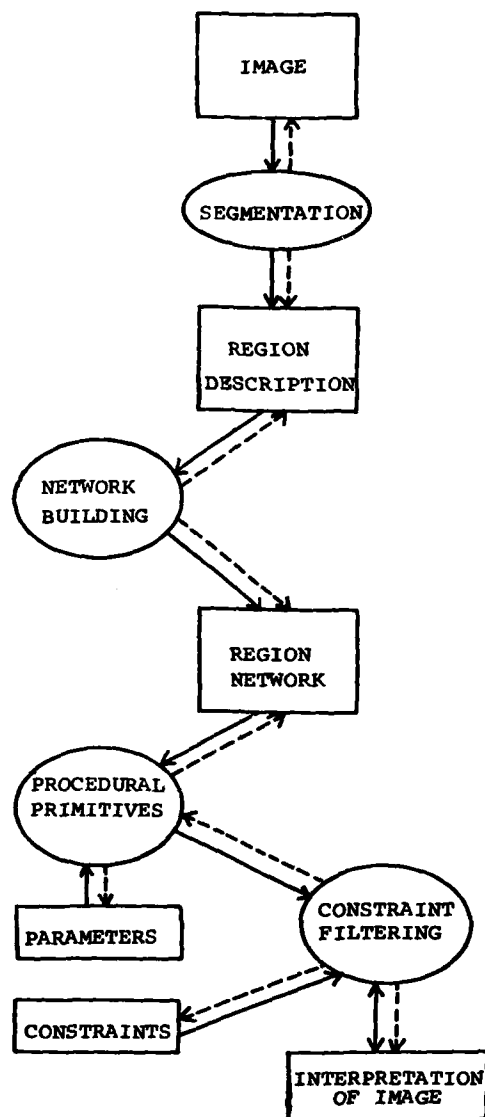 IMAGE
SEGMENTATION
REGION
DESCRIPTION
NETWORK
BUILDING
REGION
NETWORK
PROCEDURAL
PRIMITIVES
PARAMETERS
CONSTRAINT
FILTERING
CONSTRAINTS
INTERPRETATION
OF IMAGE